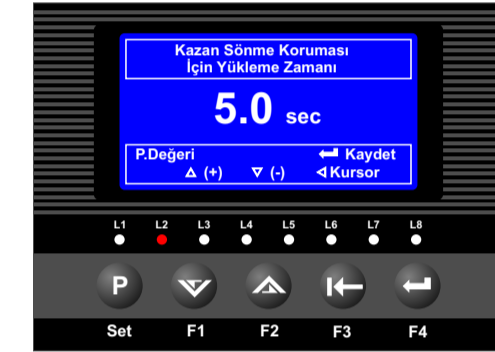 Kazan Sönme Koruması
İçin Yükleme Zamanı
5.0 sec
P.Değeri Kaydet
(+) (-) Kursor
L1 L2 L3 L4 L5 L6 L7 L8
P
Set F1 F2 F3 F4